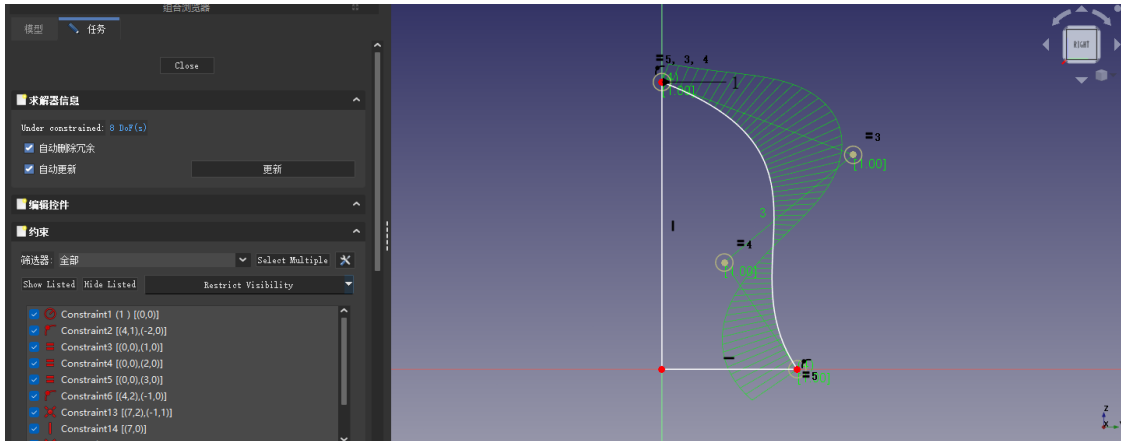 组合浏览器
模型
任务
Close
求解器信息
Under constrained: 8 DoF(s)
自动删除冗余
自动更新
更新
编辑控件
约束
筛选器: 全部
Select Multiple
Show Listed
Hide Listed
Restrict Visibility
Constraint1 (1 ) [(0,0)]
Constraint2 [(4,1),(-2,0)]
Constraint3 [(0,0),(1,0)]
Constraint4 [(0,0),(2,0)]
Constraint5 [(0,0),(3,0)]
Constraint6 [(4,2),(-1,0)]
Constraint13 [(7,2),(-1,1)]
Constraint14 [(7,0)]
=5, 3, 4
1
[1.00]
=3
[1.00]
3
=4
[1.00]
=5
RIGHT
Z
X